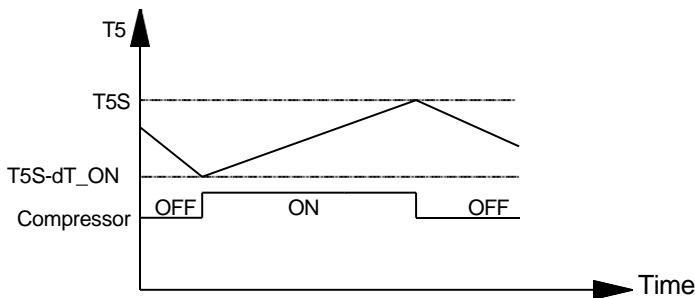 T5
T5S
T5S-dT_ON
Compressor OFF ON OFF
Time